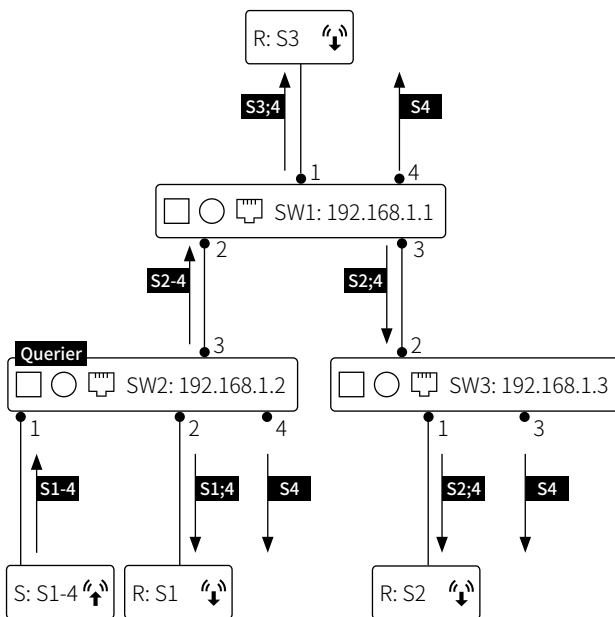 R: S3
S3;4
S4
1
4
SW1: 192.168.1.1
2
3
S2-4
S2;4
3
2
Querier
SW2: 192.168.1.2
SW3: 192.168.1.3
1
2
4
1
3
S1-4
S1;4
S4
S2;4
S4
S: S1-4
R: S1
R: S2